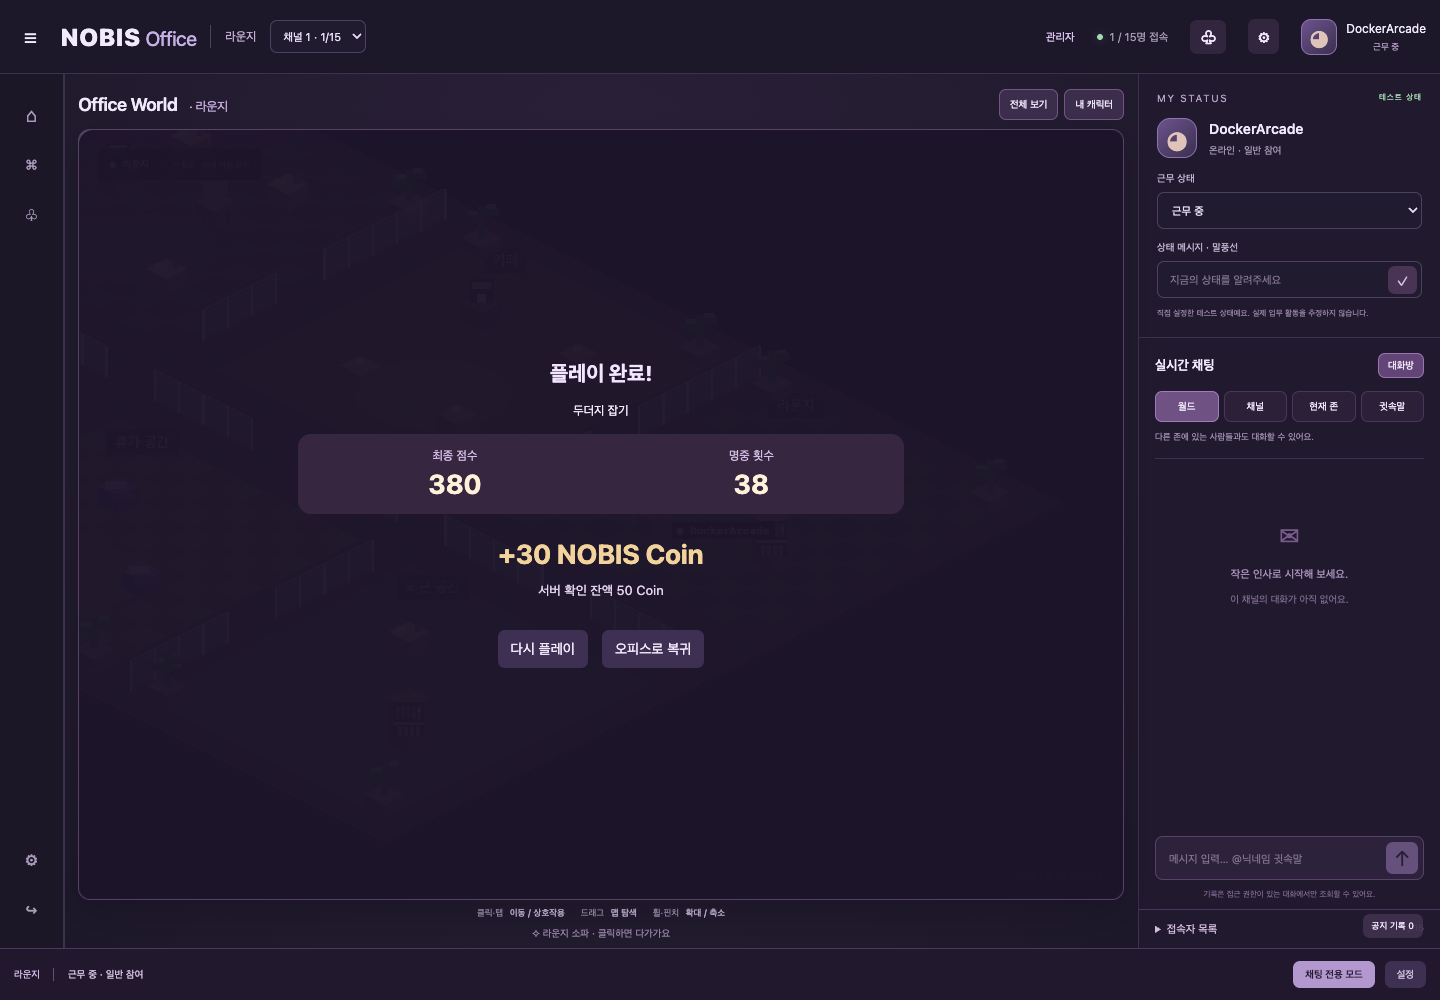 NOBIS Office
라운지
채널 1 · 1/15
관리자
1 / 15명 접속
DockerArcade
근무 중
Office World · 라운지
전체 보기
내 캐릭터
플레이 완료!
두더지 잡기
최종 점수
380
명중 횟수
38
+30 NOBIS Coin
서버 확인 잔액 50 Coin
다시 플레이
오피스로 복귀
카페
라운지
휴게 공간
DockerArcade
클릭·탭 이동 / 상호작용 드래그 맵 탐색 휠·핀치 확대 / 축소
✧ 라운지 소파 · 클릭하면 다가가요
MY STATUS
테스트 상태
DockerArcade
온라인 · 일반 참여
근무 상태
근무 중
상태 메시지 · 말풍선
지금의 상태를 알려주세요
직접 설정한 테스트 상태예요. 실제 업무 활동을 추정하지 않습니다.
실시간 채팅
대화방
월드
채널
현재 존
귓속말
다른 존에 있는 사람들과도 대화할 수 있어요.
작은 인사로 시작해 보세요.
이 채널의 대화가 아직 없어요.
메시지 입력... @닉네임 귓속말
기록은 접근 권한이 있는 대화에서만 조회할 수 있어요.
접속자 목록
공지 기록 0
라운지
근무 중 · 일반 참여
채팅 전용 모드
설정